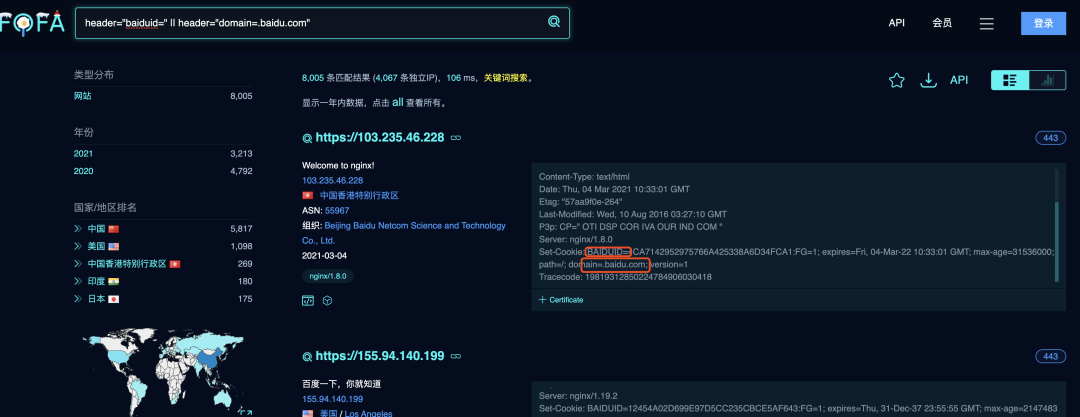 FOFA
header="baiduid=" || header="domain=.baidu.com"
API
会员
登录
类型分布
网站 8,005
年份
2021 3,213
2020 4,792
国家/地区排名
中国 5,817
美国 1,098
中国香港特别行政区 269
印度 180
日本 175
8,005 条匹配结果 (4,067 条独立IP)，106 ms，关键词搜索。
显示一年内数据，点击 all 查看所有。
API
https://103.235.46.228
443
Welcome to nginx!
103.235.46.228
中国香港特别行政区
ASN: 55967
组织: Beijing Baidu Netcom Science and Technology
Co., Ltd.
2021-03-04
nginx/1.8.0
Content-Type: text/html
Date: Thu, 04 Mar 2021 10:33:01 GMT
Etag: "57aa9f0e-264"
Last-Modified: Wed, 10 Aug 2016 03:27:10 GMT
P3p: CP=" OTI DSP COR IVA OUR IND COM "
Server: nginx/1.8.0
Set-Cookie: BAIDUID=CA7142952975766A425338A6D34FCA1:FG=1; expires=Fri, 04-Mar-22 10:33:01 GMT; max-age=31536000;
path=/; domain=.baidu.com; version=1
Tracecode: 19819312850224784906030418
Certificate
https://155.94.140.199
443
百度一下，你就知道
155.94.140.199
美国 / Los Angeles
Server: nginx/1.19.2
Set-Cookie: BAIDUID=12454A02D699E97D5CC235CBCE5AF643:FG=1; expires=Thu, 31-Dec-37 23:55:55 GMT; max-age=2147483